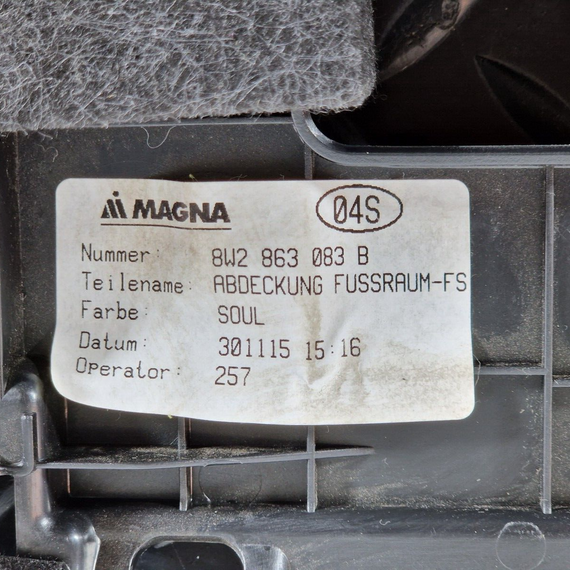 MAGNA 04S
Nummer: 8W2 863 083 B
Teilename: ABDECKUNG FUSSRAUM-FS
Farbe: SOUL
Datum: 301115 15:16
Operator: 257